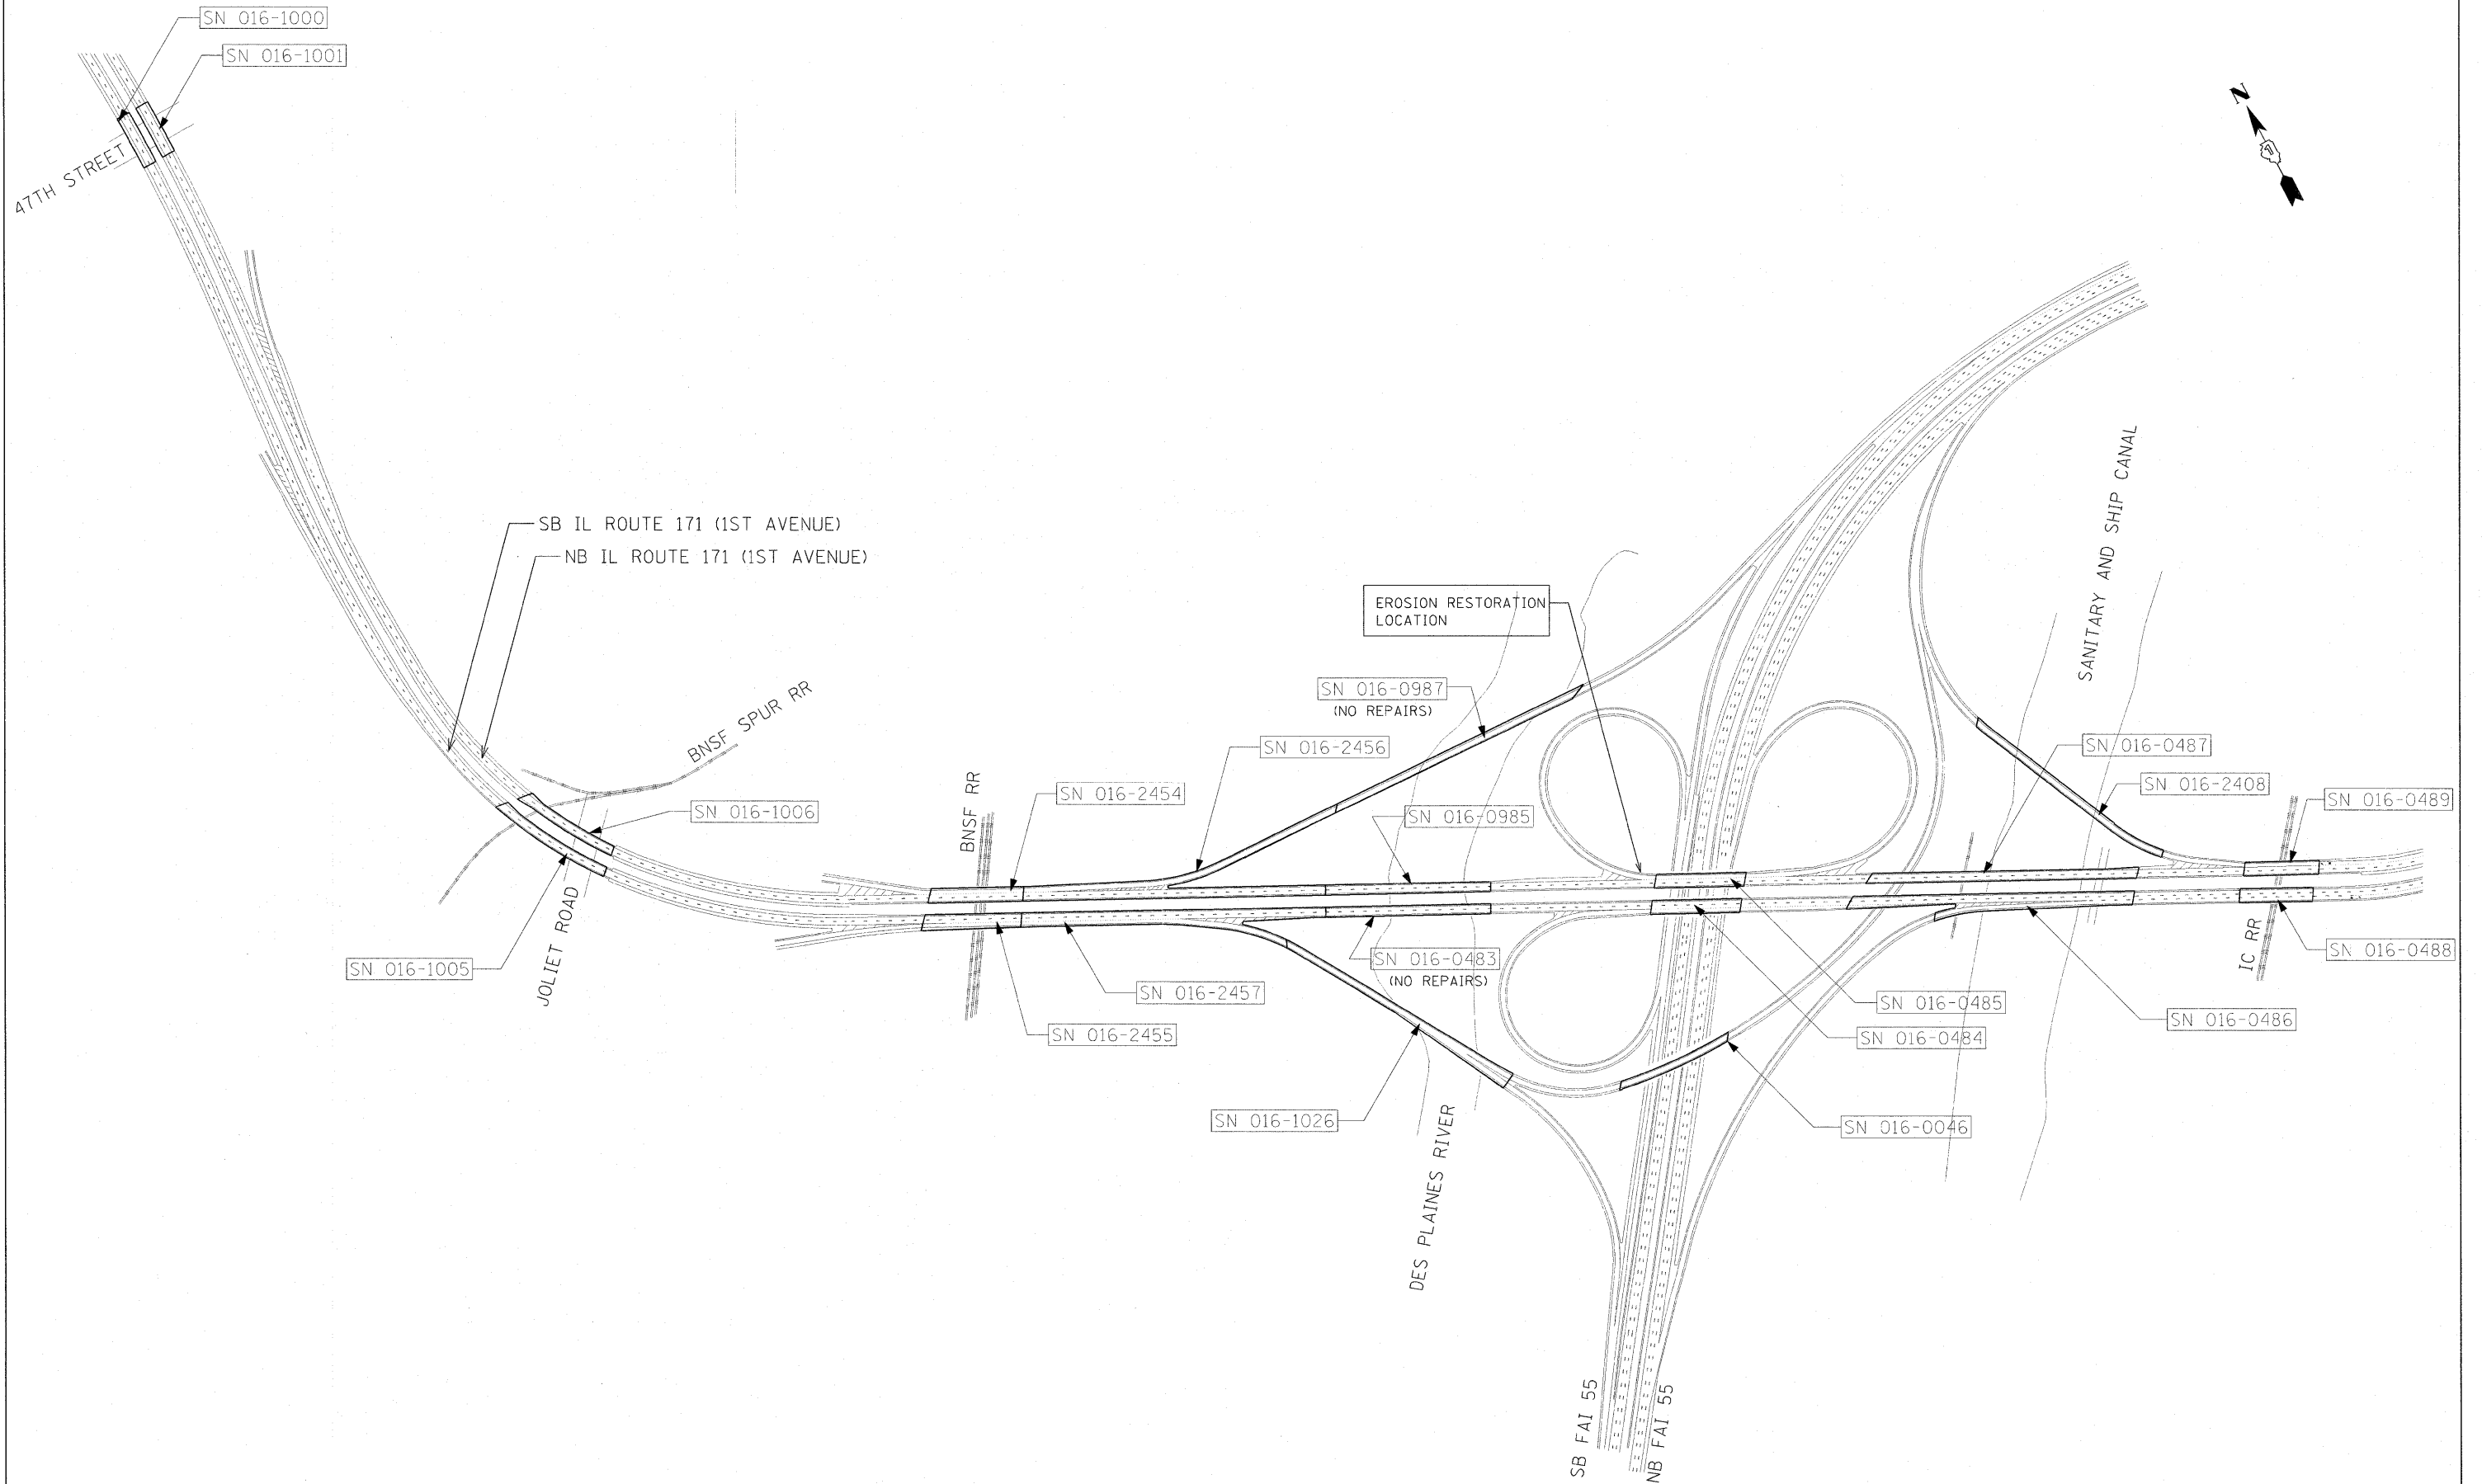 SN 016-1000
SN 016-1001
47TH STREET
N
SB IL ROUTE 171 (1ST AVENUE)
NB IL ROUTE 171 (1ST AVENUE)
SANITARY AND SHIP CANAL
EROSION RESTORATION
LOCATION
SN 016-0987
(NO REPAIRS)
BNSF SPUR RR
SN 016-2456
SN 016-0487
SN 016-2408
SN 016-2454
SN 016-0489
SN 016-1006
SN 016-0985
BNSF RR
JOLIET ROAD
SN 016-1005
SN 016-0483
(NO REPAIRS)
IC RR
SN 016-0488
SN 016-2457
SN 016-0485
SN 016-0486
SN 016-2455
SN 016-0484
SN 016-1026
SN 016-0046
DES PLAINES RIVER
SB FAI 55
NB FAI 55